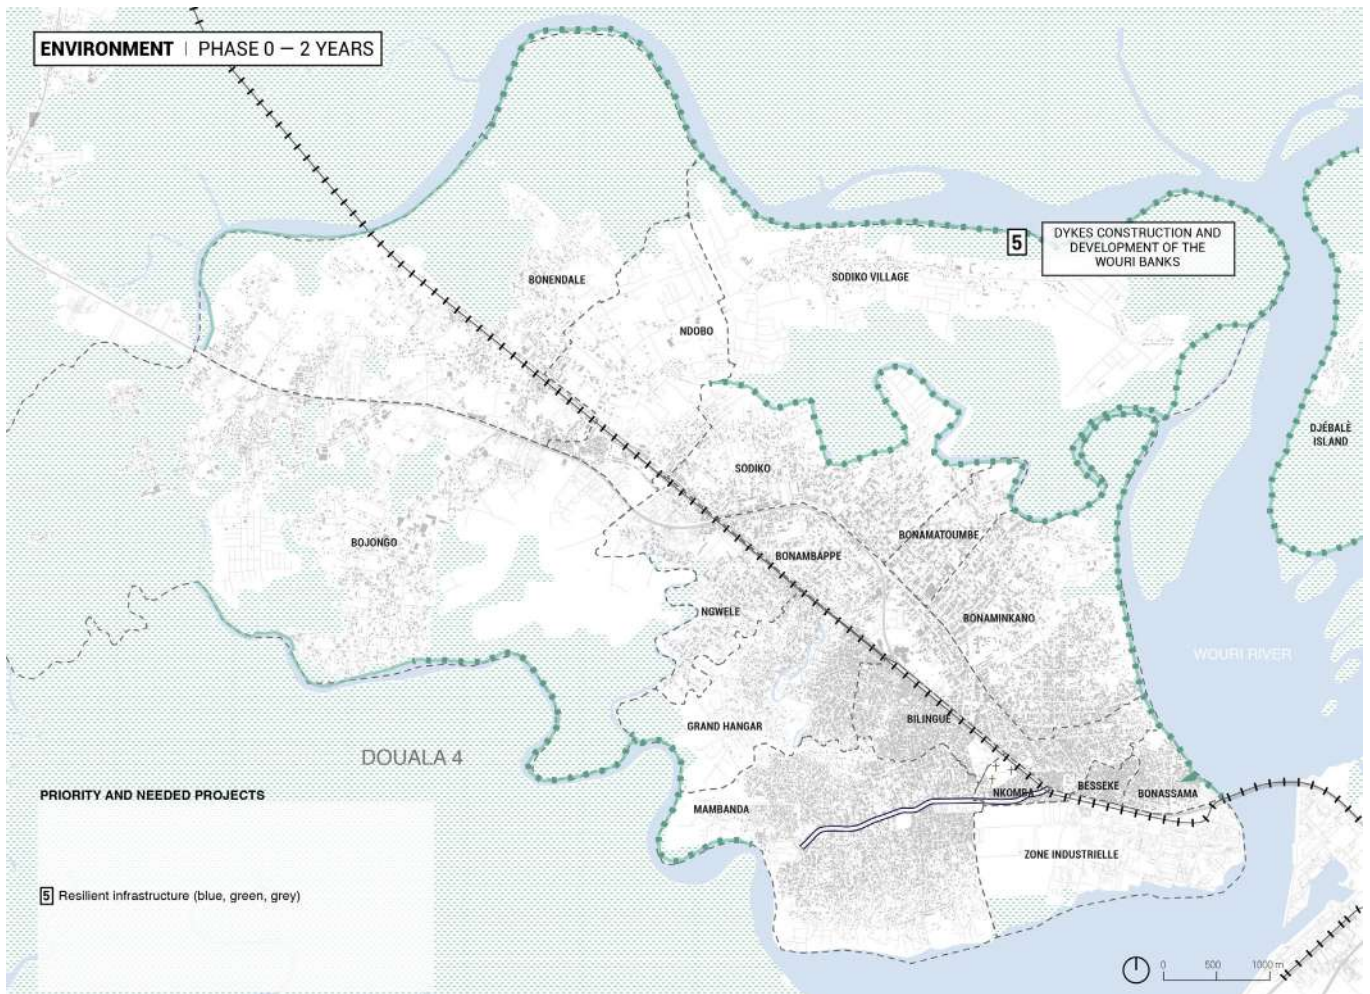 ENVIRONMENT | PHASE 0 – 2 YEARS
5
DYKES CONSTRUCTION AND
DEVELOPMENT OF THE
WOURI BANKS
BONENDALE
SODIKO VILLAGE
NDOBO
DJÉBALÈ
ISLAND
SODIKO
BOJONGO
BONAMATOUMBE
BONAMBAPPE
NGWELE
BONAMINKANO
WOURI RIVER
BILINGUE
GRAND HANGAR
DOUALA 4
BESSEKE
NKOMBA
BONASSAMA
MAMBANDA
ZONE INDUSTRIELLE
PRIORITY AND NEEDED PROJECTS
5 Resilient infrastructure (blue, green, grey)
0 500 1000 m